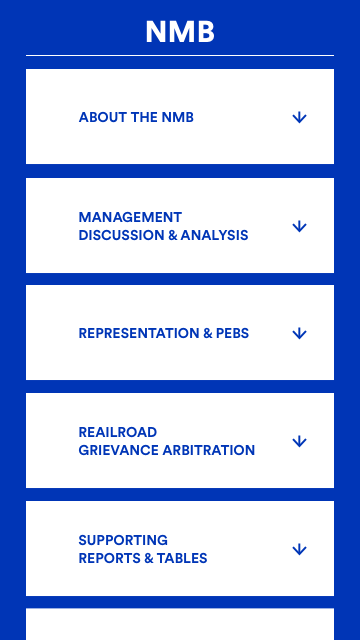 NMB
ABOUT THE NMB
MANAGEMENT
DISCUSSION & ANALYSIS
REPRESENTATION & PEBS
REAILROAD
GRIEVANCE ARBITRATION
SUPPORTING
REPORTS & TABLES